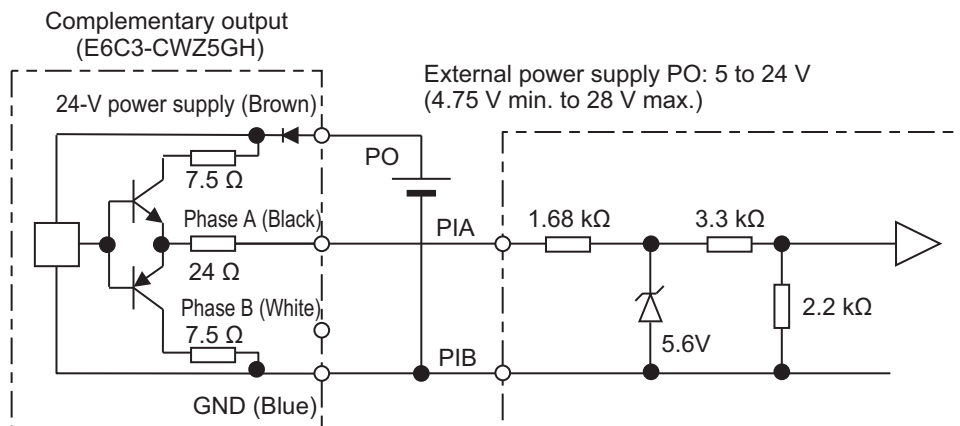 Complementary output
(E6C3-CWZ5GH)
External power supply PO: 5 to 24 V
(4.75 V min. to 28 V max.)
24-V power supply (Brown)
PO
7.5 Ω
Phase A (Black)
PIA
1.68 kΩ
3.3 kΩ
24 Ω
Phase B (White)
2.2 kΩ
7.5 Ω
5.6V
PIB
GND (Blue)